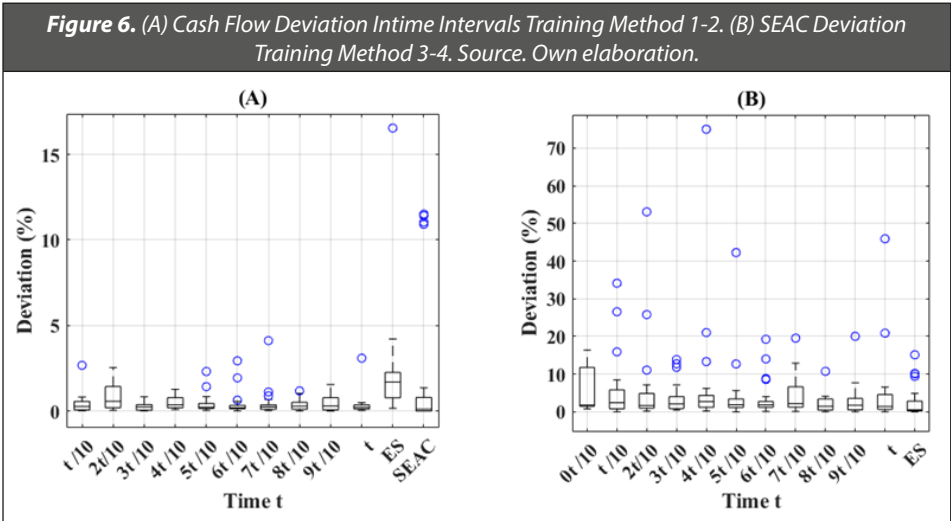 Figure 6. (A) Cash Flow Deviation Intime Intervals Training Method 1-2. (B) SEAC Deviation
Training Method 3-4. Source. Own elaboration.
(A)
Deviation (%)
15
10
5
0
t /10
2t /10
3t /10
4t /10
5t /10
6t /10
7t /10
8t /10
9t /10
t
ES
SEAC
Time t
(B)
Deviation (%)
70
60
50
40
30
20
10
0
0t /10
t /10
2t /10
3t /10
4t /10
5t /10
6t /10
7t /10
8t /10
9t /10
t
ES
Time t